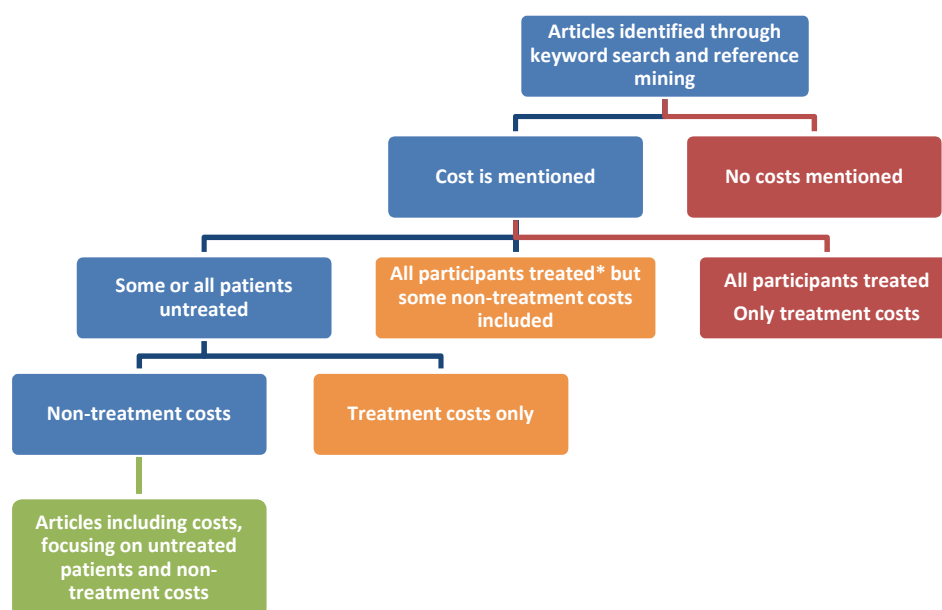 Articles identified through
keyword search and reference
mining
Cost is mentioned
No costs mentioned
Some or all patients
untreated
All participants treated* but
some non-treatment costs
included
All participants treated
Only treatment costs
Non-treatment costs
Treatment costs only
Articles including costs,
focusing on untreated
patients and non-
treatment costs